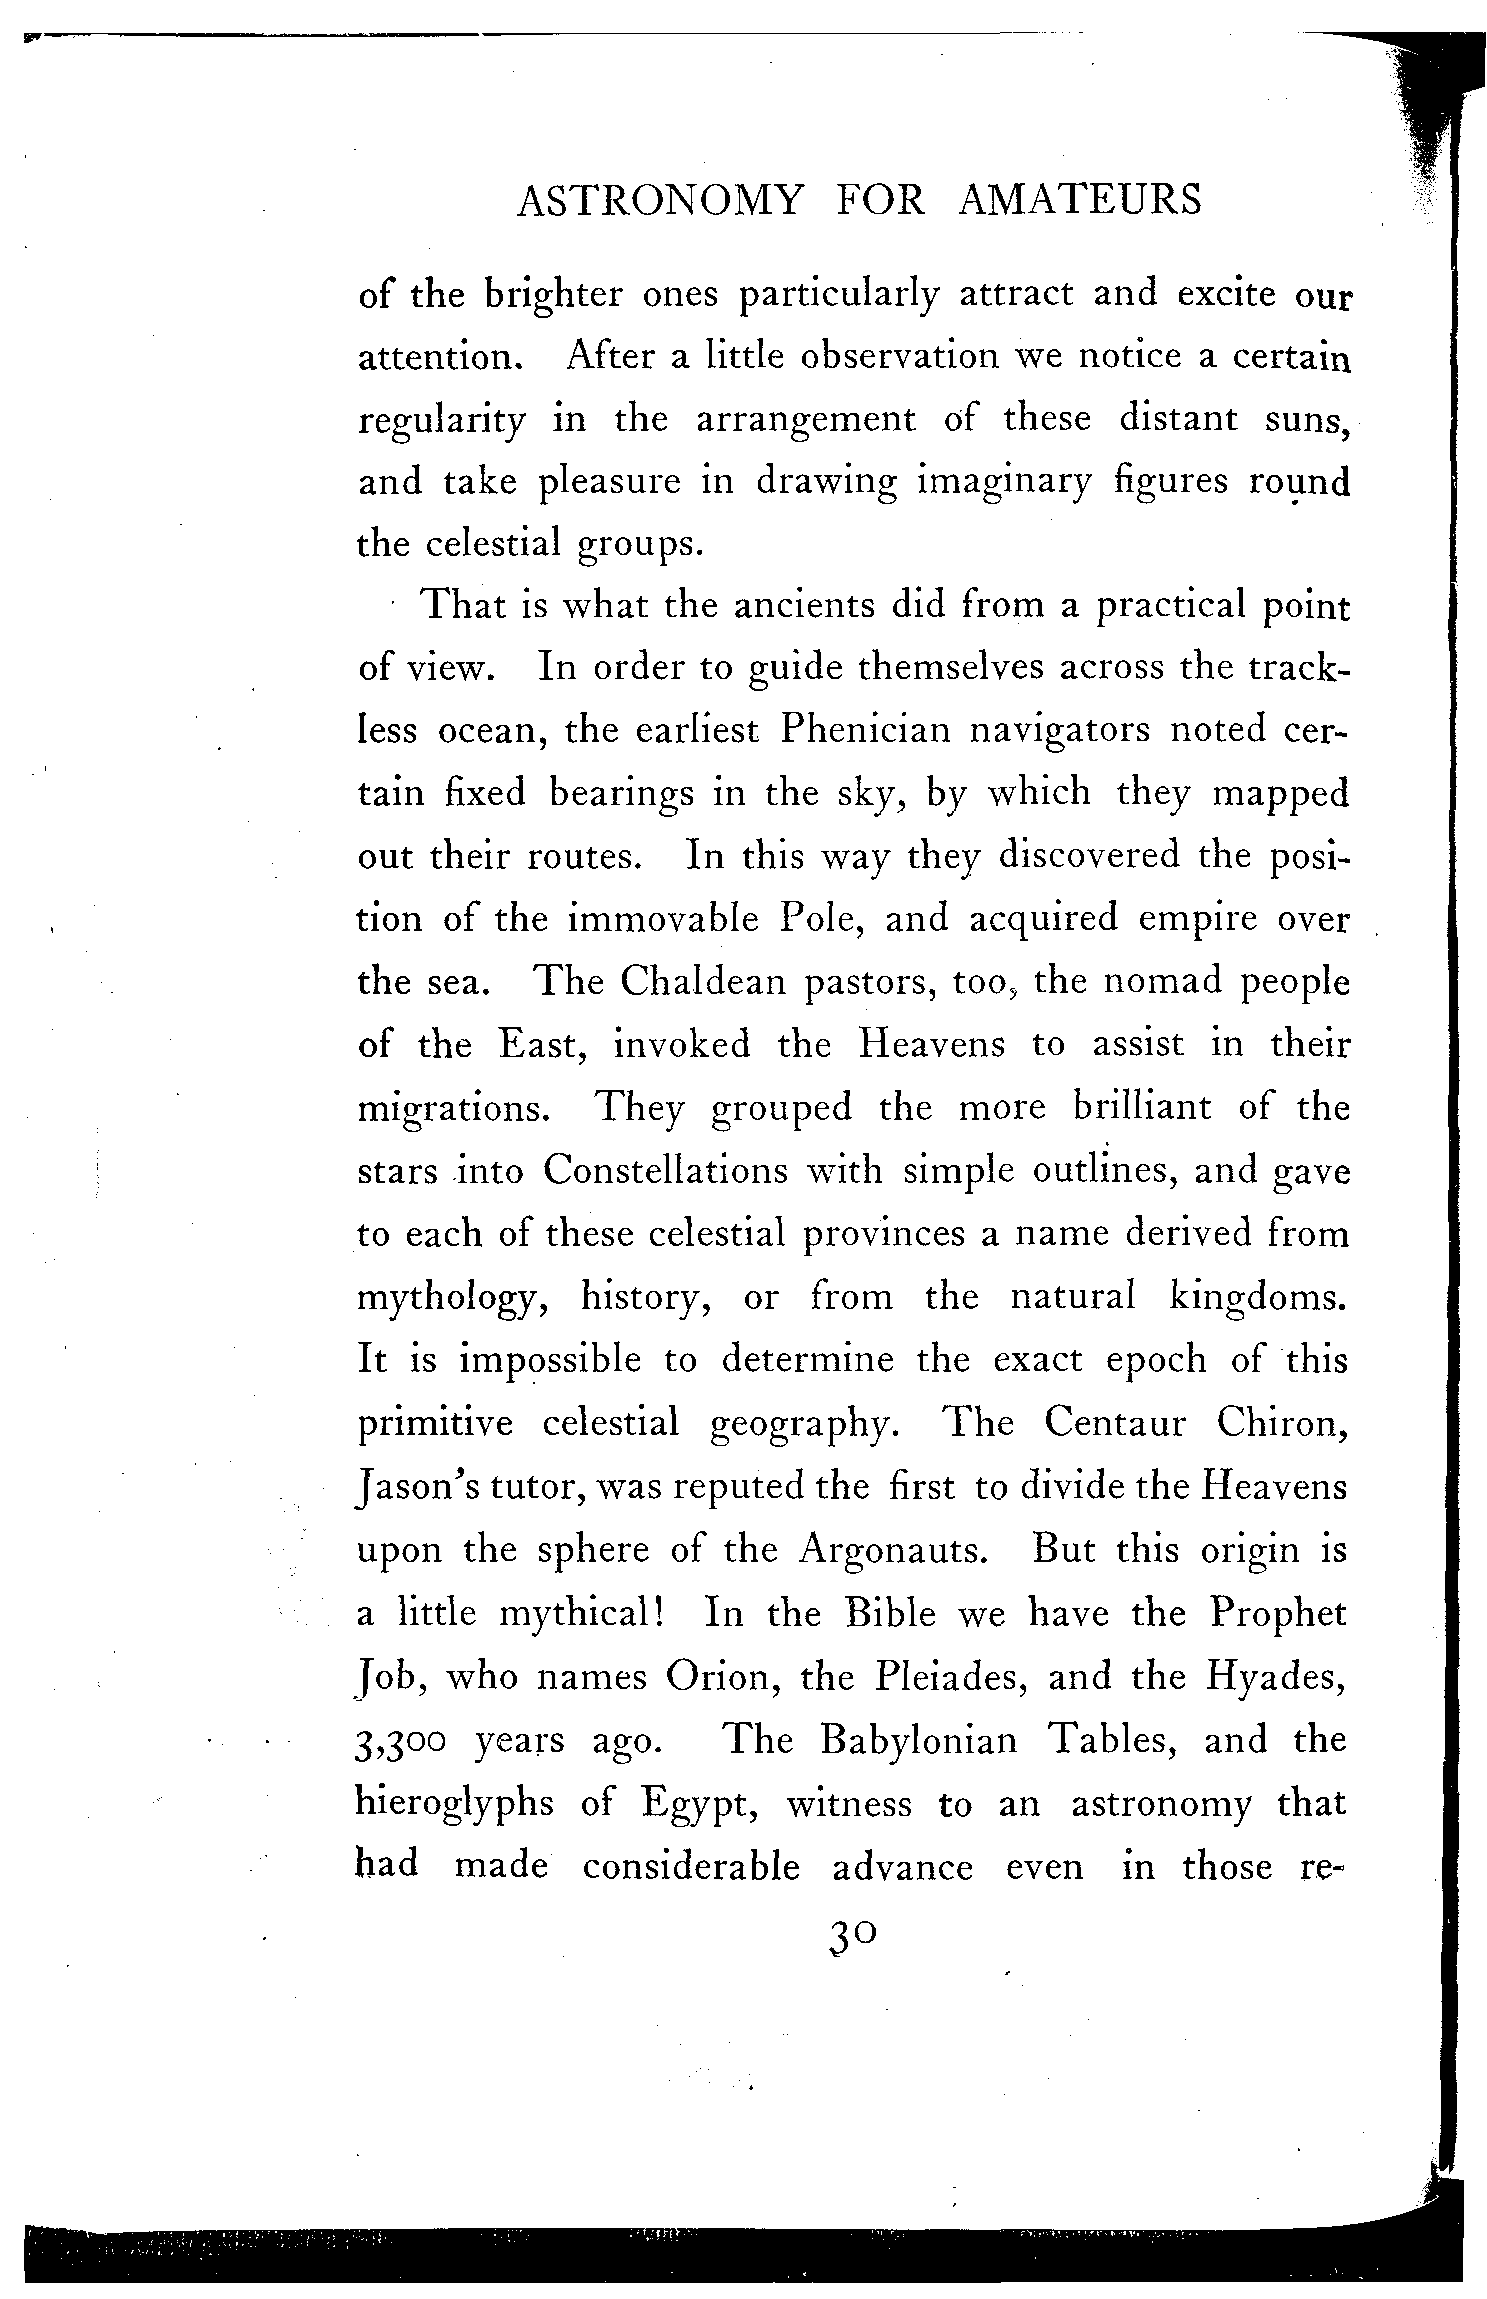 ASTRONOMY FOR AMATEURS
of the brighter ones particularly attract and excite our
attention. After a little observation we notice a certain
regularity in the arrangement of these distant suns,
and take pleasure in drawing imaginary figures round
the celestial groups.
That is what the ancients did from a practical point
of view. In order to guide themselves across the track-
less ocean, the earliest Phenician navigators noted cer-
tain fixed bearings in the sky, by which they mapped
out their routes. In this way they discovered the posi-
tion of the immovable Pole, and acquired empire over
the sea. The Chaldean pastors, too, the nomad people
of the East, invoked the Heavens to assist in their
migrations. They grouped the more brilliant of the
stars into Constellations with simple outlines, and gave
to each of these celestial provinces a name derived from
mythology, history, or from the natural kingdoms.
It is impossible to determine the exact epoch of this
primitive celestial geography. The Centaur Chiron,
Jason's tutor, was reputed the first to divide the Heavens
upon the sphere of the Argonauts. But this origin is
a little mythical! In the Bible we have the Prophet
Job, who names Orion, the Pleiades, and the Hyades,
3,300 years ago. The Babylonian Tables, and the
hieroglyphs of Egypt, witness to an astronomy that
had made considerable advance even in those re-
30